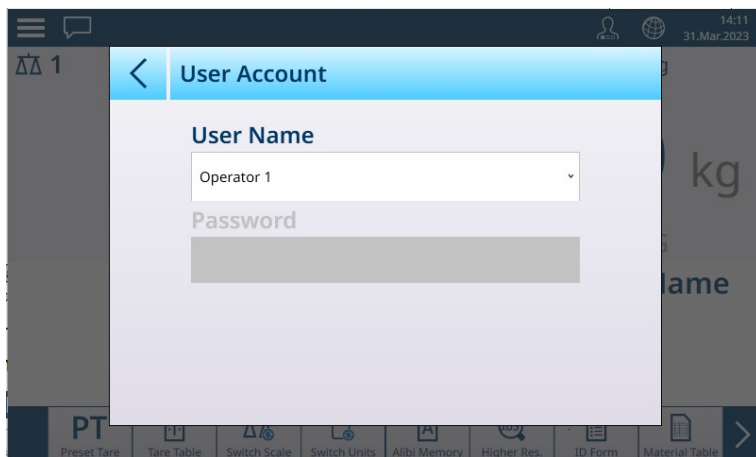 14:11
31.Mar.2023
1
User Account
User Name
Operator 1
kg
Password
PT
Preset Tare
Tare Table
Switch Scale
Switch Units
A
Alibi Memory
Higher Res.
ID Form
Material Table